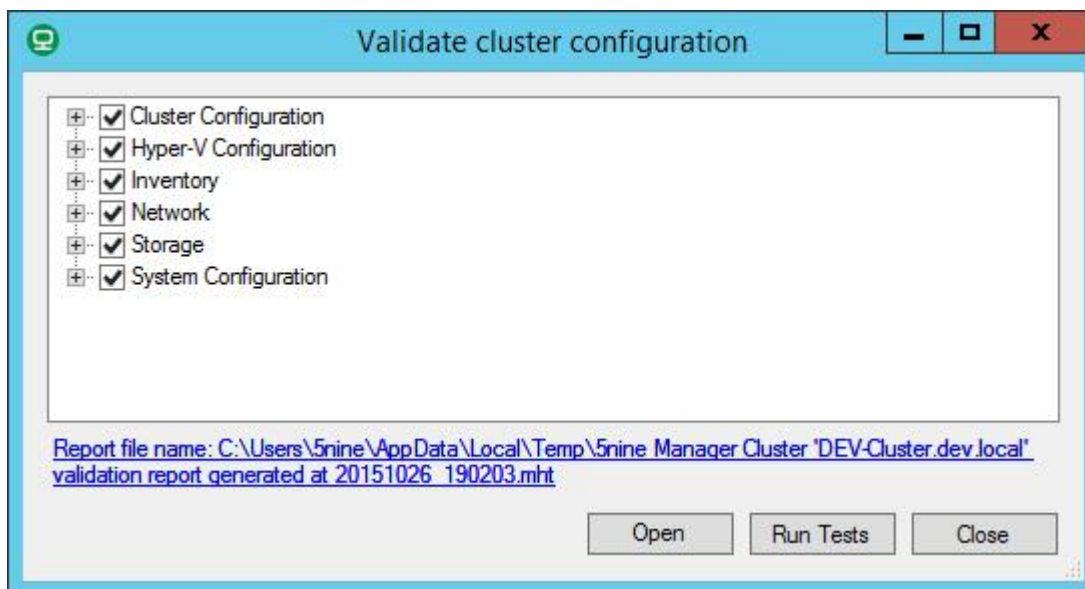 Validate cluster configuration
Cluster Configuration
Hyper-V Configuration
Inventory
Network
Storage
System Configuration
Report file name: C:\Users\5nine\AppData\Local\Temp\5nine Manager Cluster 'DEV-Cluster.dev.local'
validation report generated at 20151026_190203.mht
Open
Run Tests
Close